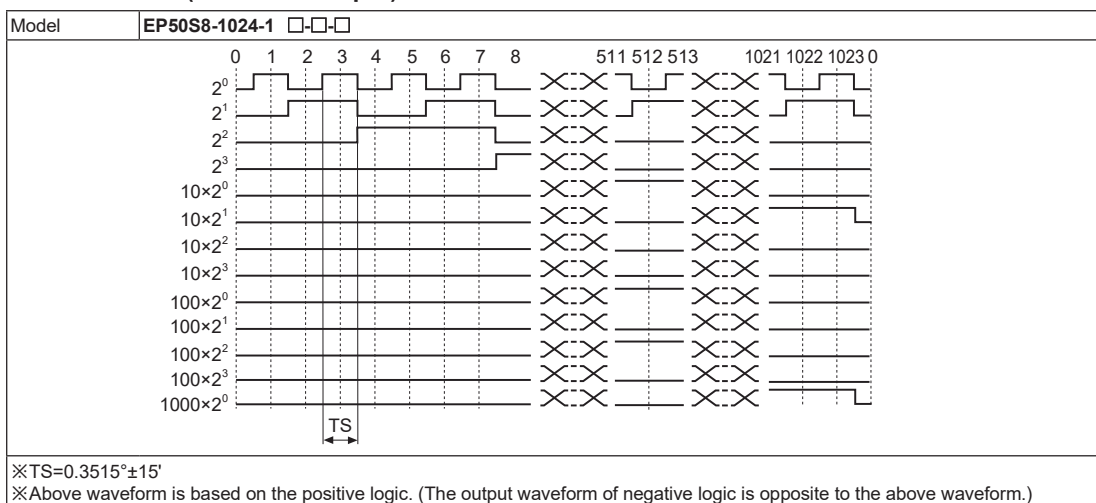 Model EP50S8-1024-1 □-□-□
0 1 2 3 4 5 6 7 8 511 512 513 1021 1022 1023 0
2⁰
2¹
2²
2³
10×2⁰
10×2¹
10×2²
10×2³
100×2⁰
100×2¹
100×2²
100×2³
1000×2⁰
TS
※TS=0.3515°±15'
※Above waveform is based on the positive logic. (The output waveform of negative logic is opposite to the above waveform.)